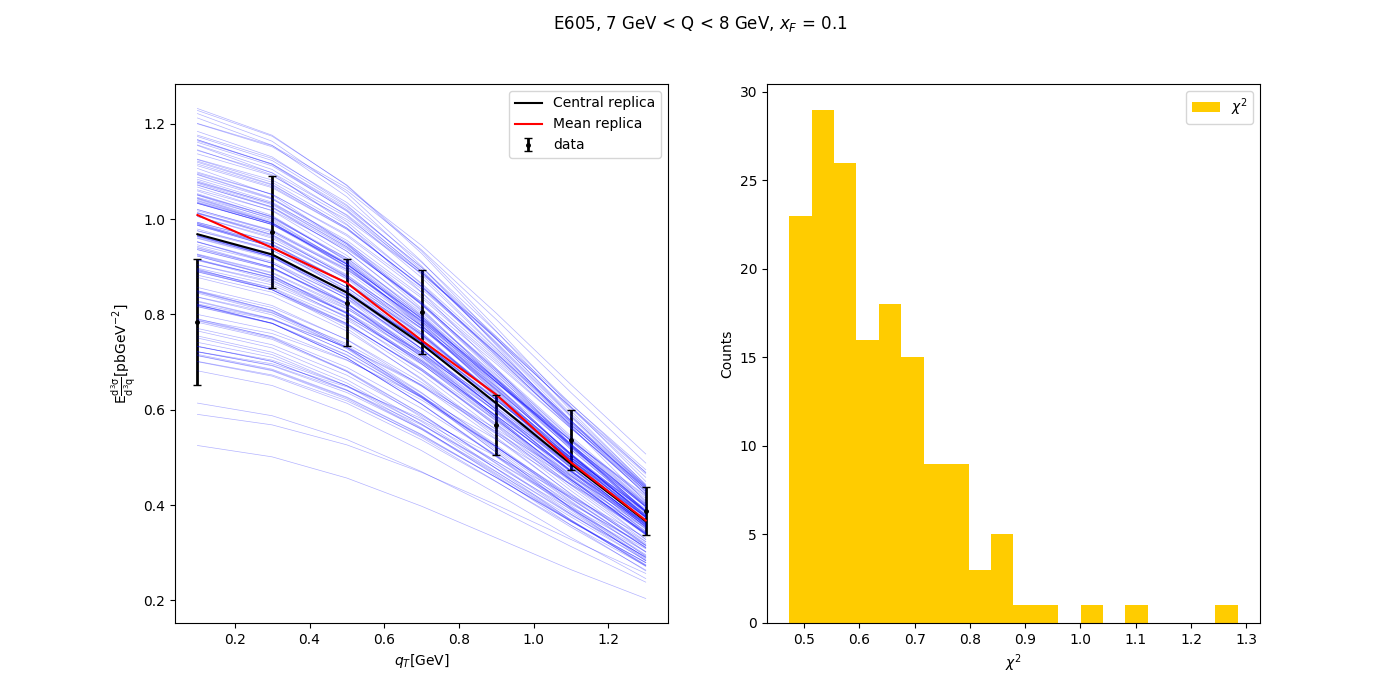 E605, 7 GeV < Q < 8 GeV, x_F = 0.1
Central replica
Mean replica
data
1.2
1.0
0.8
0.6
0.4
0.2
E d³σ/d³q [pbGeV⁻²]
0.2 0.4 0.6 0.8 1.0 1.2
q_T[GeV]
χ²
30
25
20
15
10
5
0
Counts
0.5 0.6 0.7 0.8 0.9 1.0 1.1 1.2 1.3
χ²